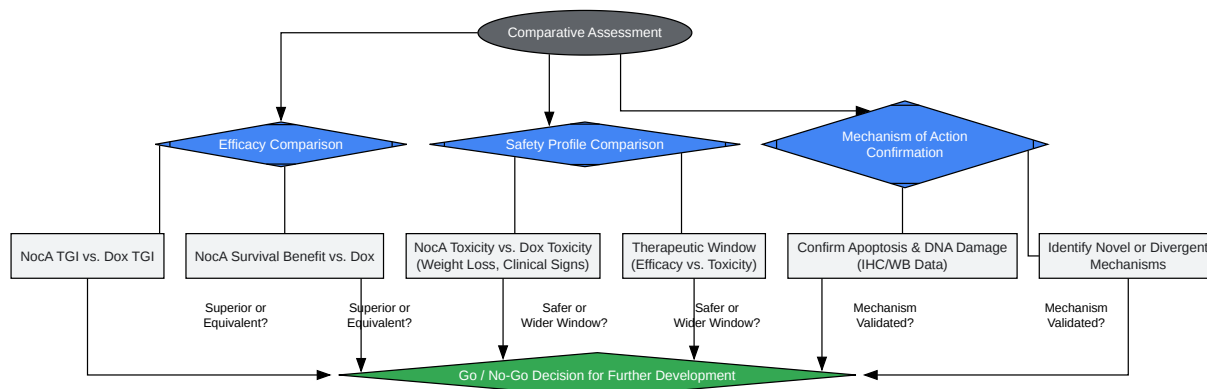 Comparative Assessment
Efficacy Comparison
Safety Profile Comparison
Mechanism of Action
Confirmation
NocA TGI vs. Dox TGI
NocA Survival Benefit vs. Dox
NocA Toxicity vs. Dox Toxicity
(Weight Loss, Clinical Signs)
Therapeutic Window
(Efficacy vs. Toxicity)
Confirm Apoptosis & DNA Damage
(IHC/WB Data)
Identify Novel or Divergent
Mechanisms
Superior or
Equivalent?
Superior or
Equivalent?
Safer or
Wider Window?
Safer or
Wider Window?
Mechanism
Validated?
Mechanism
Validated?
Go / No-Go Decision for Further Development